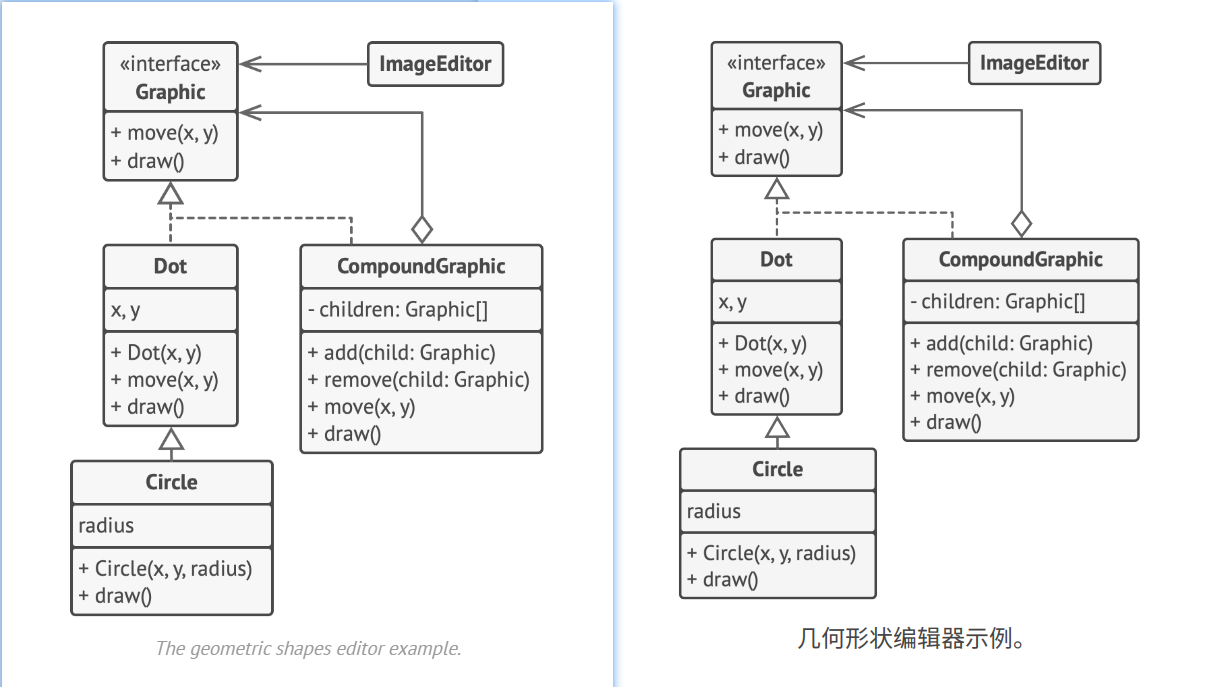 «interface»
Graphic
+ move(x, y)
+ draw()
ImageEditor
Dot
x, y
+ Dot(x, y)
+ move(x, y)
+ draw()
CompoundGraphic
- children: Graphic[]
+ add(child: Graphic)
+ remove(child: Graphic)
+ move(x, y)
+ draw()
Circle
radius
+ Circle(x, y, radius)
+ draw()
The geometric shapes editor example.
«interface»
Graphic
+ move(x, y)
+ draw()
ImageEditor
Dot
x, y
+ Dot(x, y)
+ move(x, y)
+ draw()
CompoundGraphic
- children: Graphic[]
+ add(child: Graphic)
+ remove(child: Graphic)
+ move(x, y)
+ draw()
Circle
radius
+ Circle(x, y, radius)
+ draw()
几何形状编辑器示例。